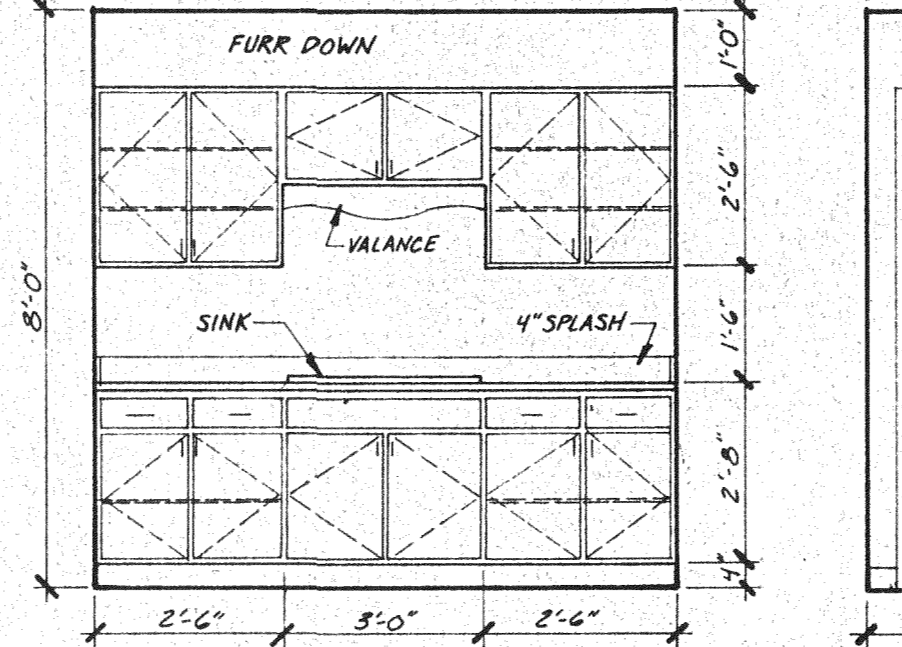 FURR DOWN
1'-0"
2'-6"
VALANCE
8'-0"
SINK
4" SPLASH
1'-6"
2'-8"
4"
2'-6"
3'-0"
2'-6"